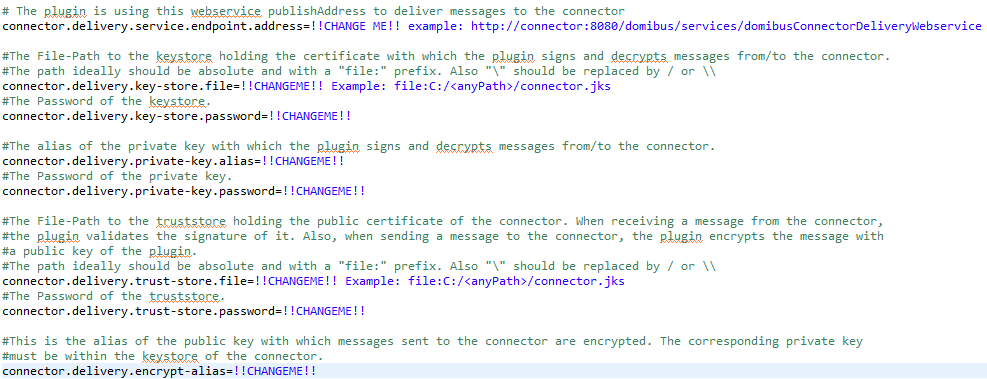 # The plugin is using this webservice publishAddress to deliver messages to the connector
connector.delivery.service.endpoint.address=!!CHANGE ME!! example: http://connector:8080/domibus/services/domibusConnectorDeliveryWebservice
#The File-Path to the keystore holding the certificate with which the plugin signs and decrypts messages from/to the connector.
#The path ideally should be absolute and with a "file:" prefix. Also "\" should be replaced by / or \\
connector.delivery.key-store.file=!!CHANGEME!! Example: file:C:/<anyPath>/connector.jks
#The Password of the keystore.
connector.delivery.key-store.password=!!CHANGEME!!
#The alias of the private key with which the plugin signs and decrypts messages from/to the connector.
connector.delivery.private-key.alias=!!CHANGEME!!
#The Password of the private key.
connector.delivery.private-key.password=!!CHANGEME!!
#The File-Path to the truststore holding the public certificate of the connector. When receiving a message from the connector,
#the plugin validates the signature of it. Also, when sending a message to the connector, the plugin encrypts the message with
#a public key of the plugin.
#The path ideally should be absolute and with a "file:" prefix. Also "\" should be replaced by / or \\
connector.delivery.trust-store.file=!!CHANGEME!! Example: file:C:/<anyPath>/connector.jks
#The Password of the truststore.
connector.delivery.trust-store.password=!!CHANGEME!!
#This is the alias of the public key with which messages sent to the connector are encrypted. The corresponding private key
#must be within the keystore of the connector.
connector.delivery.encrypt-alias=!!CHANGEME!!